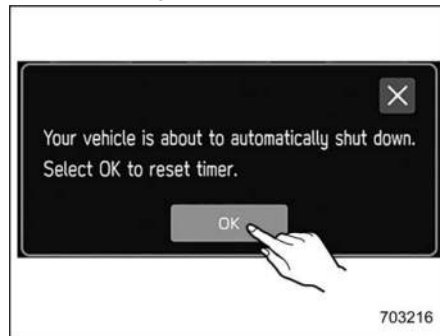 Your vehicle is about to automatically shut down.
Select OK to reset timer.
OK
703216